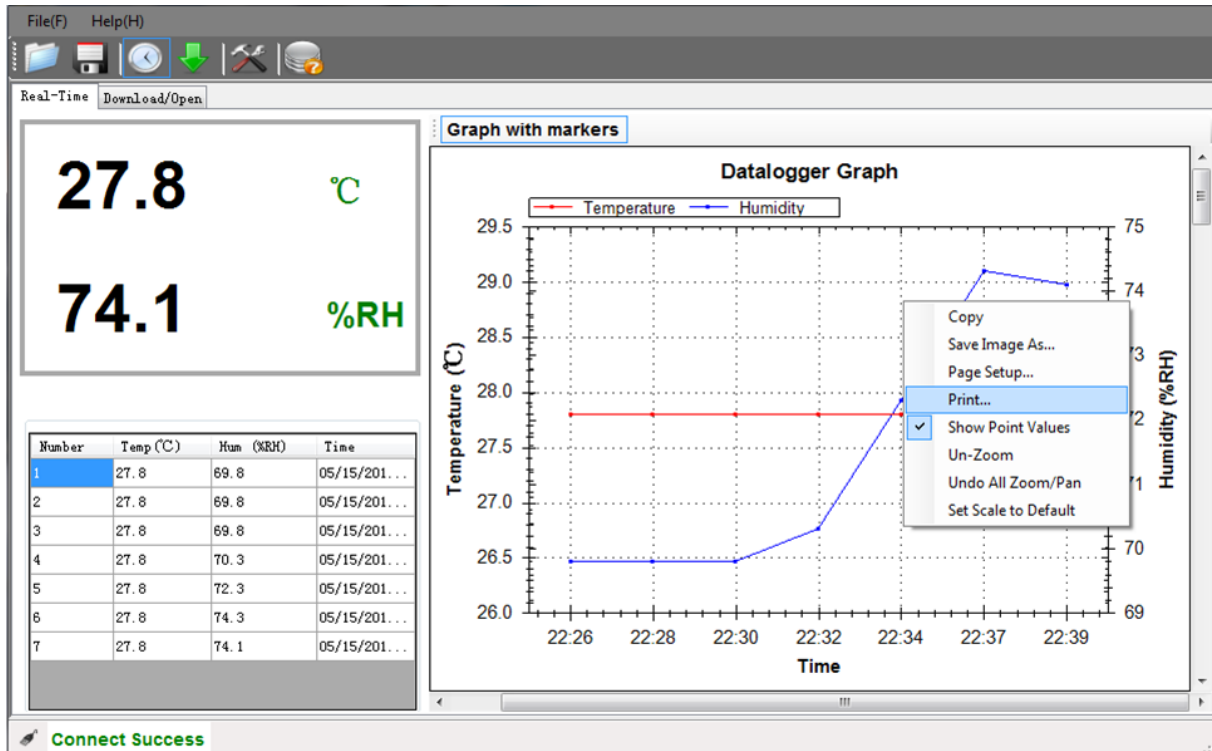 File(F) Help(H)
Real-Time Download/Open
27.8 ℃
74.1 %RH
Number Temp(℃) Hum (%RH) Time
1 27.8 69.8 05/15/201...
2 27.8 69.8 05/15/201...
3 27.8 69.8 05/15/201...
4 27.8 70.3 05/15/201...
5 27.8 72.3 05/15/201...
6 27.8 74.3 05/15/201...
7 27.8 74.1 05/15/201...
Graph with markers
Datalogger Graph
Temperature Humidity
29.5 75
29.0 74
28.5 73
28.0 72
27.5
27.0 71
26.5 70
26.0 69
Temperature (℃)
Humidity (%RH)
22:26 22:28 22:30 22:32 22:34 22:37 22:39
Time
Copy
Save Image As...
Page Setup...
Print...
Show Point Values
Un-Zoom
Undo All Zoom/Pan
Set Scale to Default
Connect Success